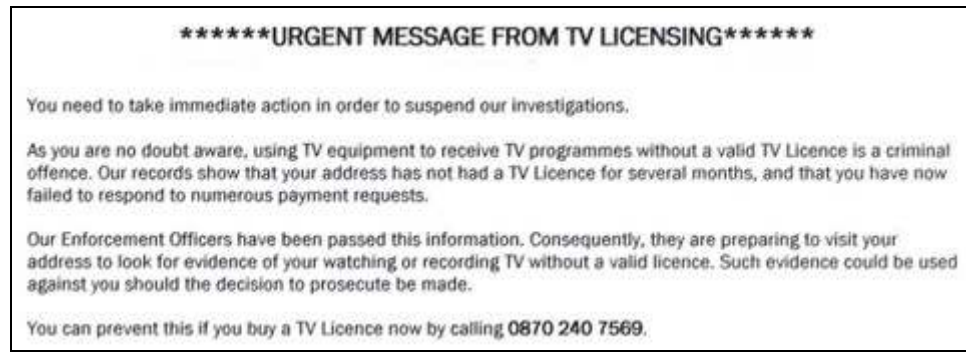 ******URGENT MESSAGE FROM TV LICENSING******
You need to take immediate action in order to suspend our investigations.
As you are no doubt aware, using TV equipment to receive TV programmes without a valid TV Licence is a criminal
offence. Our records show that your address has not had a TV Licence for several months, and that you have now
failed to respond to numerous payment requests.
Our Enforcement Officers have been passed this information. Consequently, they are preparing to visit your
address to look for evidence of your watching or recording TV without a valid licence. Such evidence could be used
against you should the decision to prosecute be made.
You can prevent this if you buy a TV Licence now by calling 0870 240 7569.